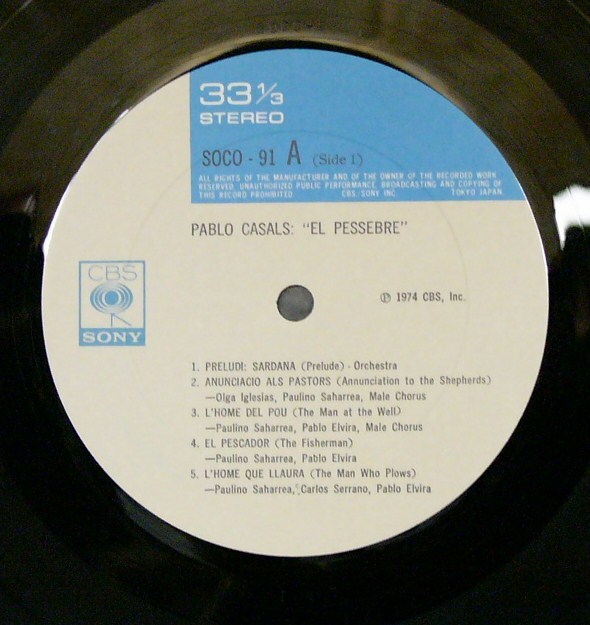 33 1/3
STEREO
SOCO - 91 A (Side 1)
ALL RIGHTS OF THE MANUFACTURER AND OF THE OWNER OF THE RECORDED WORK
RESERVED. UNAUTHORIZED PUBLIC PERFORMANCE, BROADCASTING AND COPYING OF
THIS RECORD PROHIBITED CBS/SONY INC. TOKYO JAPAN.
PABLO CASALS: "EL PESSEBRE"
CBS
SONY
℗ 1974 CBS, Inc.
1. PRELUDI: SARDANA (Prelude) - Orchestra
2. ANUNCIACIO ALS PASTORS (Annunciation to the Shepherds)
—Olga Iglesias, Paulino Saharrea, Male Chorus
3. L'HOME DEL POU (The Man at the Well)
—Paulino Saharrea, Pablo Elvira, Male Chorus
4. EL PESCADOR (The Fisherman)
—Paulino Saharrea, Pablo Elvira
5. L'HOME QUE LLAURA (The Man Who Plows)
—Paulino Saharrea, Carlos Serrano, Pablo Elvira